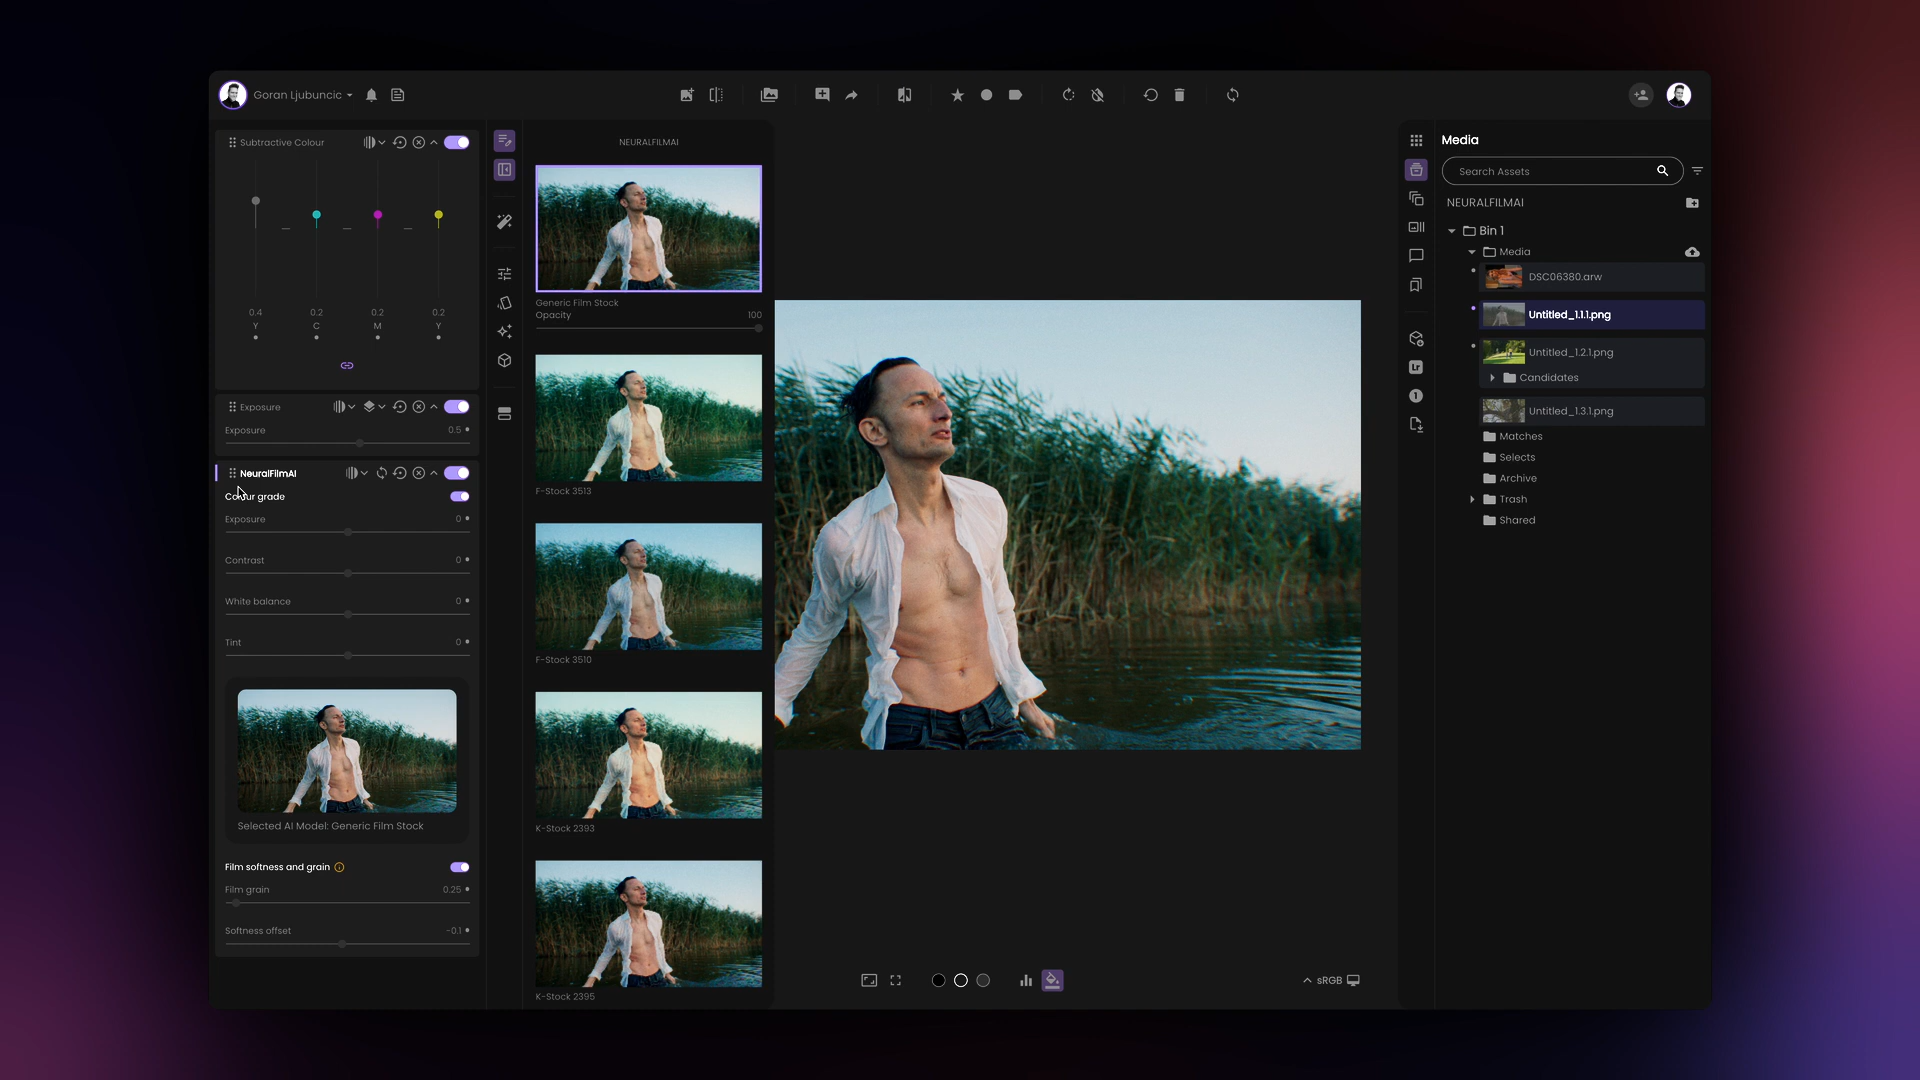 Goran Ljubuncic
Subtractive Colour
0.4
0.2
0.2
0.2
Y
C
M
Y
Exposure
Exposure
0.5
NeuralFilmAI
Colour grade
Exposure
0
Contrast
0
White balance
0
Tint
0
Selected AI Model: Generic Film Stock
Film softness and grain
Film grain
0.25
Softness offset
-0.1
NEURALFILMAI
Generic Film Stock
Opacity
100
F-Stock 3513
F-Stock 3510
K-Stock 2393
K-Stock 2395
sRGB
Lr
1
Media
Search Assets
NEURALFILMAI
Bin 1
Media
DSC06380.arw
Untitled_1.1.1.png
Untitled_1.2.1.png
Candidates
Untitled_1.3.1.png
Matches
Selects
Archive
Trash
Shared